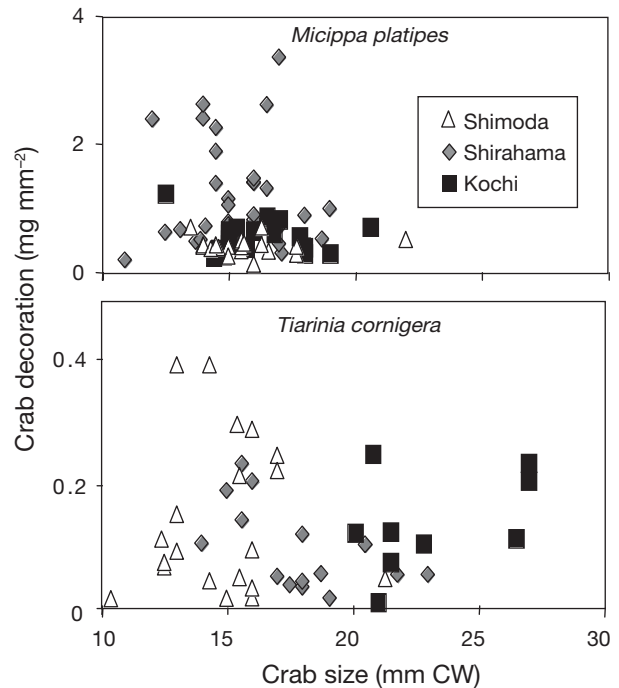 4
Micippa platipes
Shimoda
Shirahama
Kochi
2
0
Crab decoration (mg mm⁻²)
Tiarinia cornigera
0.4
0.2
0
10 15 20 25 30
Crab size (mm CW)